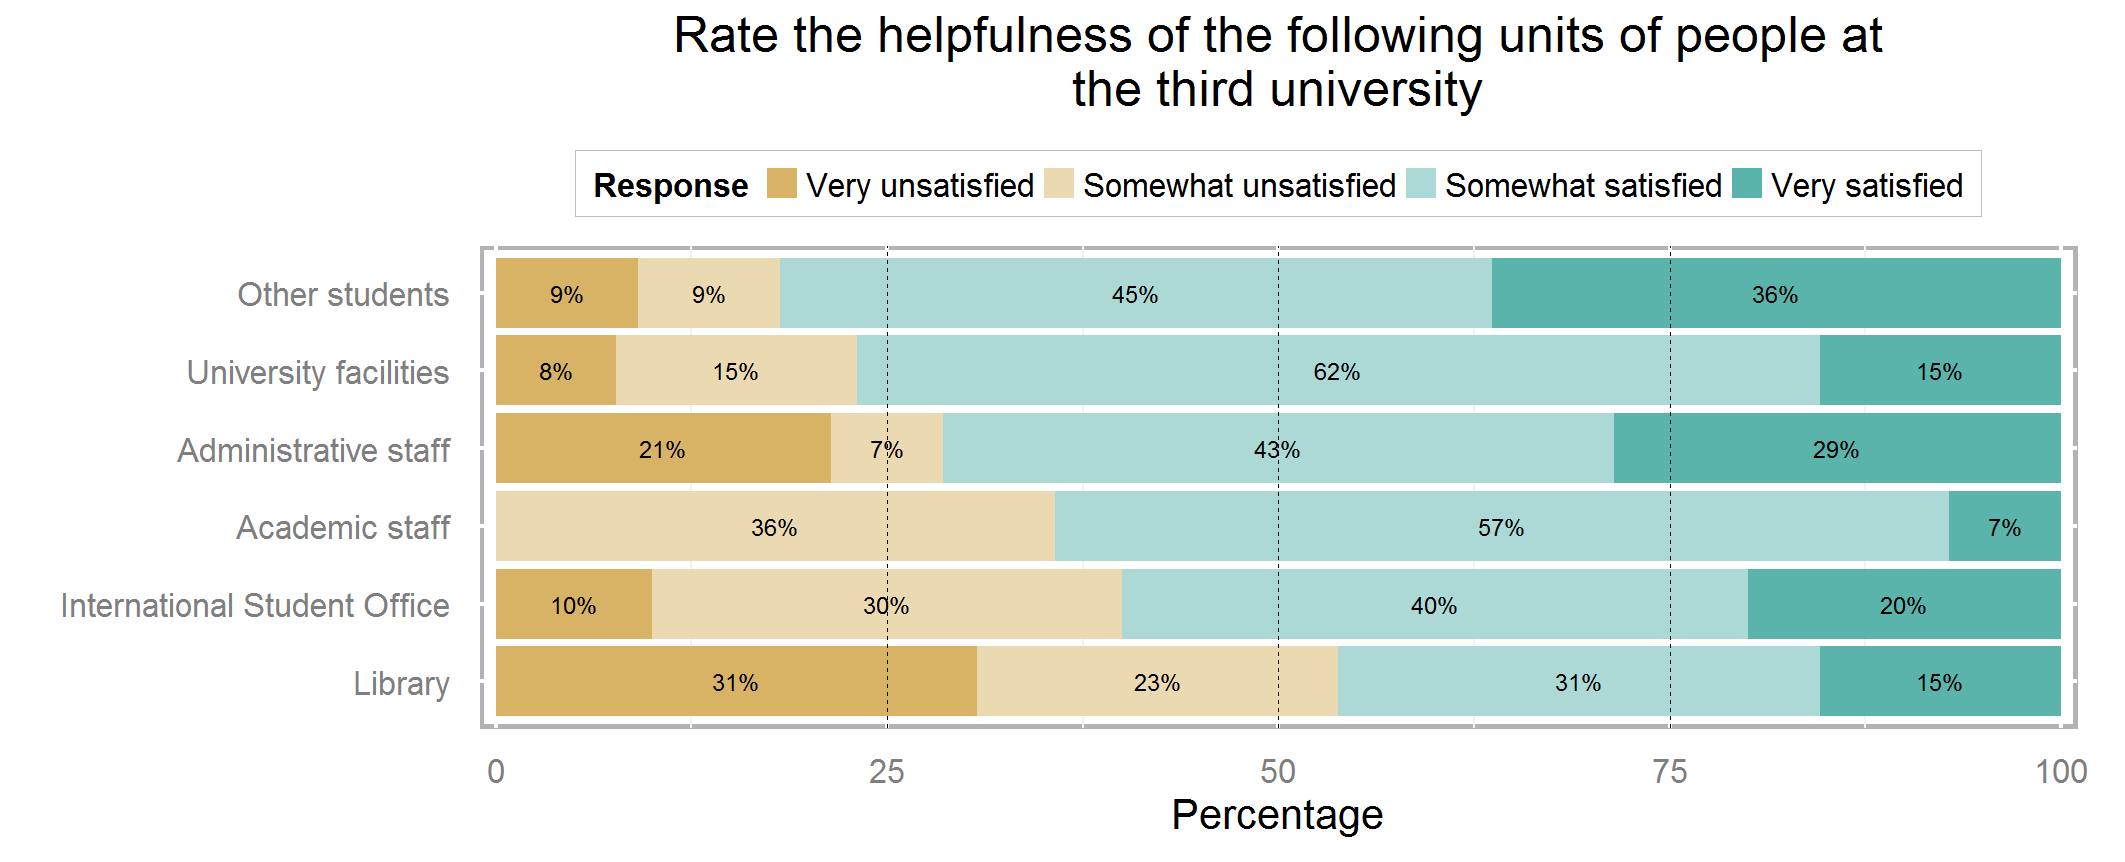 Rate the helpfulness of the following units of people at
the third university
Response Very unsatisfied Somewhat unsatisfied Somewhat satisfied Very satisfied
Other students 9% 9% 45% 36%
University facilities 8% 15% 62% 15%
Administrative staff 21% 7% 43% 29%
Academic staff 36% 57% 7%
International Student Office 10% 30% 40% 20%
Library 31% 23% 31% 15%
0 25 50 75 100
Percentage